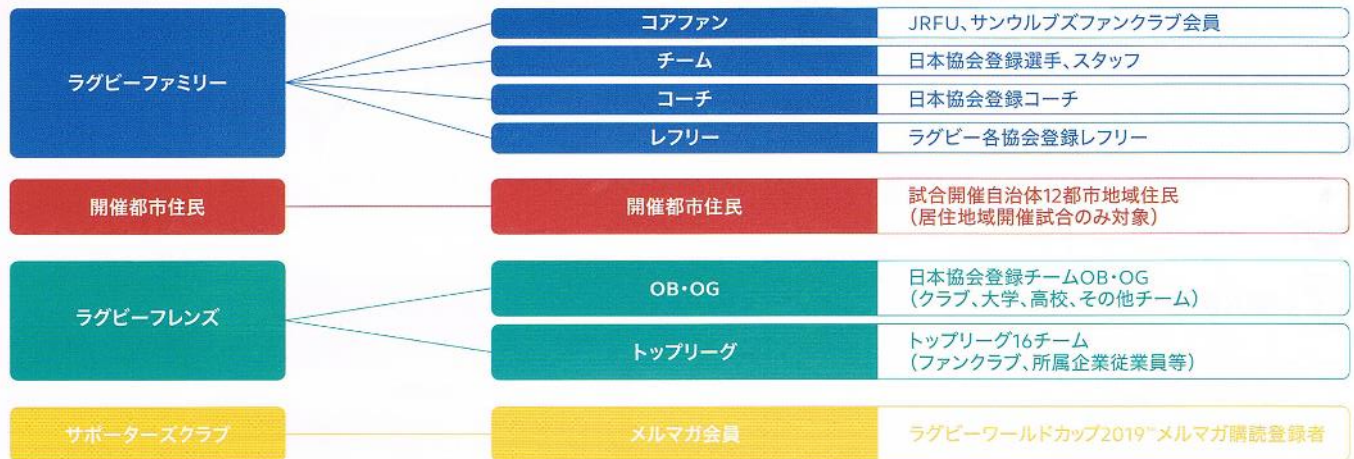 ラグビーファミリー
コアファン
JRFU、サンウルブズファンクラブ会員
チーム
日本協会登録選手、スタッフ
コーチ
日本協会登録コーチ
レフリー
ラグビー各協会登録レフリー
開催都市住民
開催都市住民
試合開催自治体12都市地域住民
(居住地域開催試合のみ対象)
ラグビーフレンズ
OB・OG
日本協会登録チームOB・OG
(クラブ、大学、高校、その他チーム)
トップリーグ
トップリーグ16チーム
(ファンクラブ、所属企業従業員等)
サポーターズクラブ
メルマガ会員
ラグビーワールドカップ2019™メルマガ購読登録者